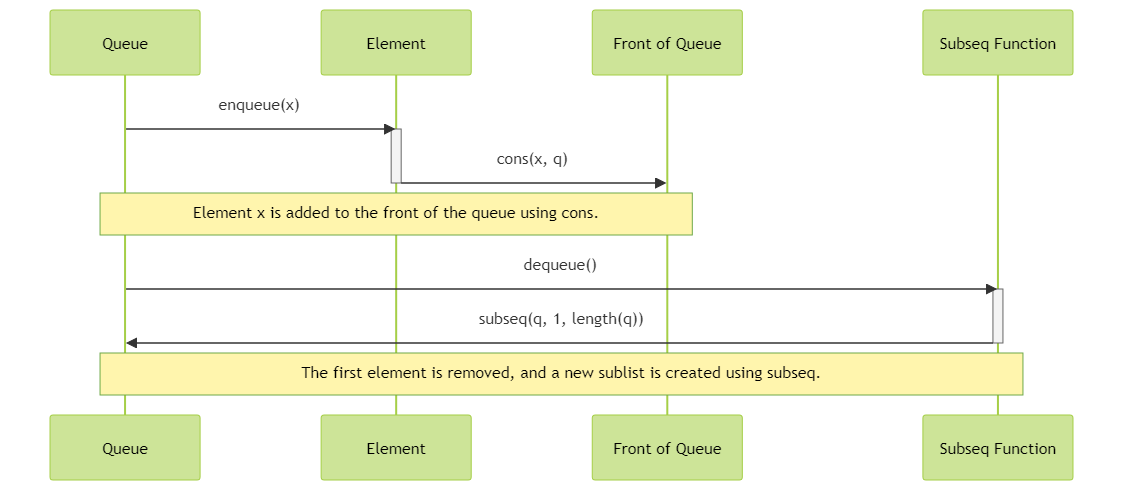 Queue
Element
Front of Queue
Subseq Function
enqueue(x)
cons(x, q)
Element x is added to the front of the queue using cons.
dequeue()
subseq(q, 1, length(q))
The first element is removed, and a new sublist is created using subseq.
Queue
Element
Front of Queue
Subseq Function